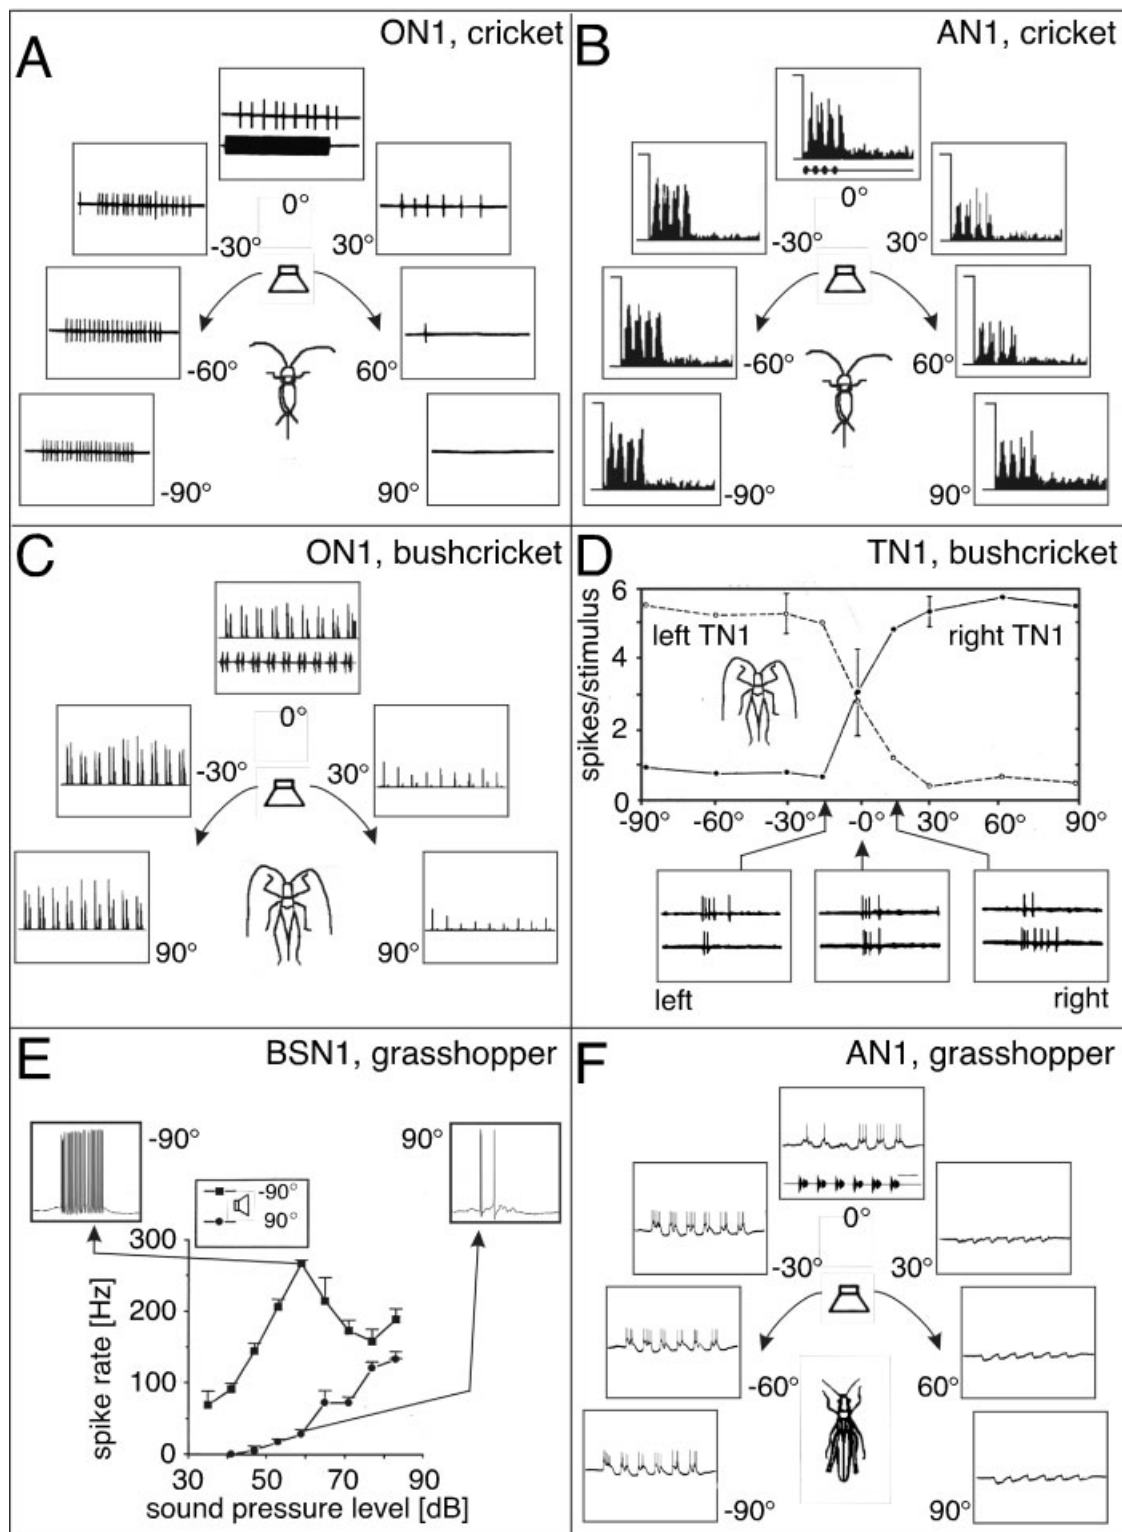 A
ON1, cricket
0°
-30°
30°
-60°
60°
-90°
90°
B
AN1, cricket
0°
-30°
30°
-60°
60°
-90°
90°
C
ON1, bushcricket
0°
-30°
30°
90°
90°
D
TN1, bushcricket
6
4
2
0
spikes/stimulus
left TN1
right TN1
-90°
-60°
-30°
-0°
30°
60°
90°
left
right
E
BSN1, grasshopper
-90°
90°
-90°
90°
300
200
100
0
spike rate [Hz]
30
50
70
90
sound pressure level [dB]
F
AN1, grasshopper
0°
-30°
30°
-60°
60°
-90°
90°